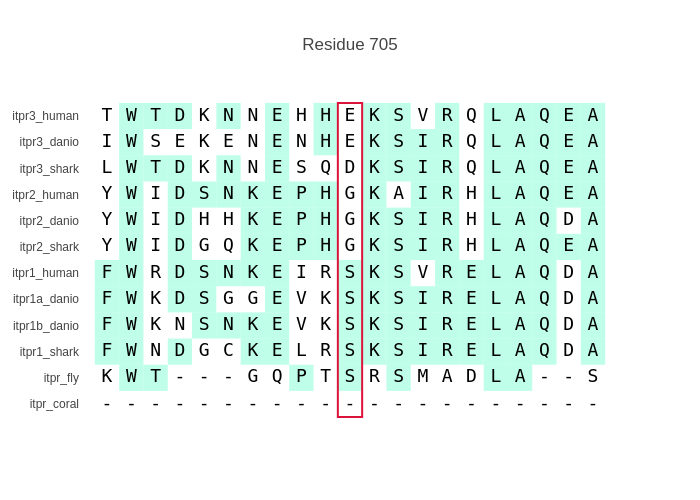 Residue 705
itpr3_human T W T D K N N E H H E K S V R Q L A Q E A
itpr3_danio I W S E K E N E N H E K S I R Q L A Q E A
itpr3_shark L W T D K N N E S Q D K S I R Q L A Q E A
itpr2_human Y W I D S N K E P H G K A I R H L A Q E A
itpr2_danio Y W I D H H K E P H G K S I R H L A Q D A
itpr2_shark Y W I D G Q K E P H G K S I R H L A Q E A
itpr1_human F W R D S N K E I R S K S V R E L A Q D A
itpr1a_danio F W K D S G G E V K S K S I R E L A Q D A
itpr1b_danio F W K N S N K E V K S K S I R E L A Q D A
itpr1_shark F W N D G C K E L R S K S I R E L A Q D A
itpr_fly K W T - - - G Q P T S R S M A D L A - - S
itpr_coral - - - - - - - - - - - - - - - - - - - - -